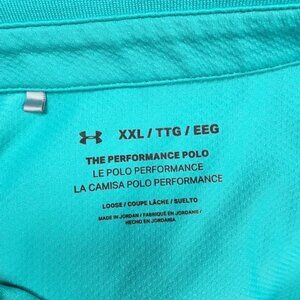 XXL / TTG / EEG
THE PERFORMANCE POLO
LE POLO PERFORMANCE
LA CAMISA POLO PERFORMANCE
LOOSE / COUPE LÂCHE / SUELTO
MADE IN JORDAN / FABRIQUÉ EN JORDANIE /
HECHO EN JORDANIA